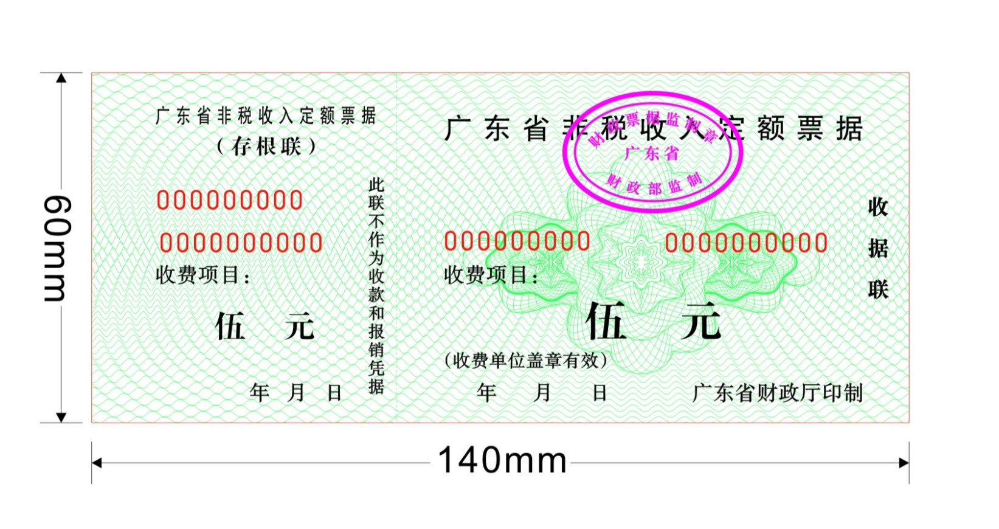 广东省非税收入定额票据
（存根联）
000000000
0000000000
收费项目：
伍 元
年 月 日
此联不作为收款和报销凭据
广东省非税收入定额票据
财政票据监制章
广东省
财政部监制
000000000 0000000000
收费项目：
伍 元
（收费单位盖章有效）
年 月 日 广东省财政厅印制
收据联
60mm
140mm